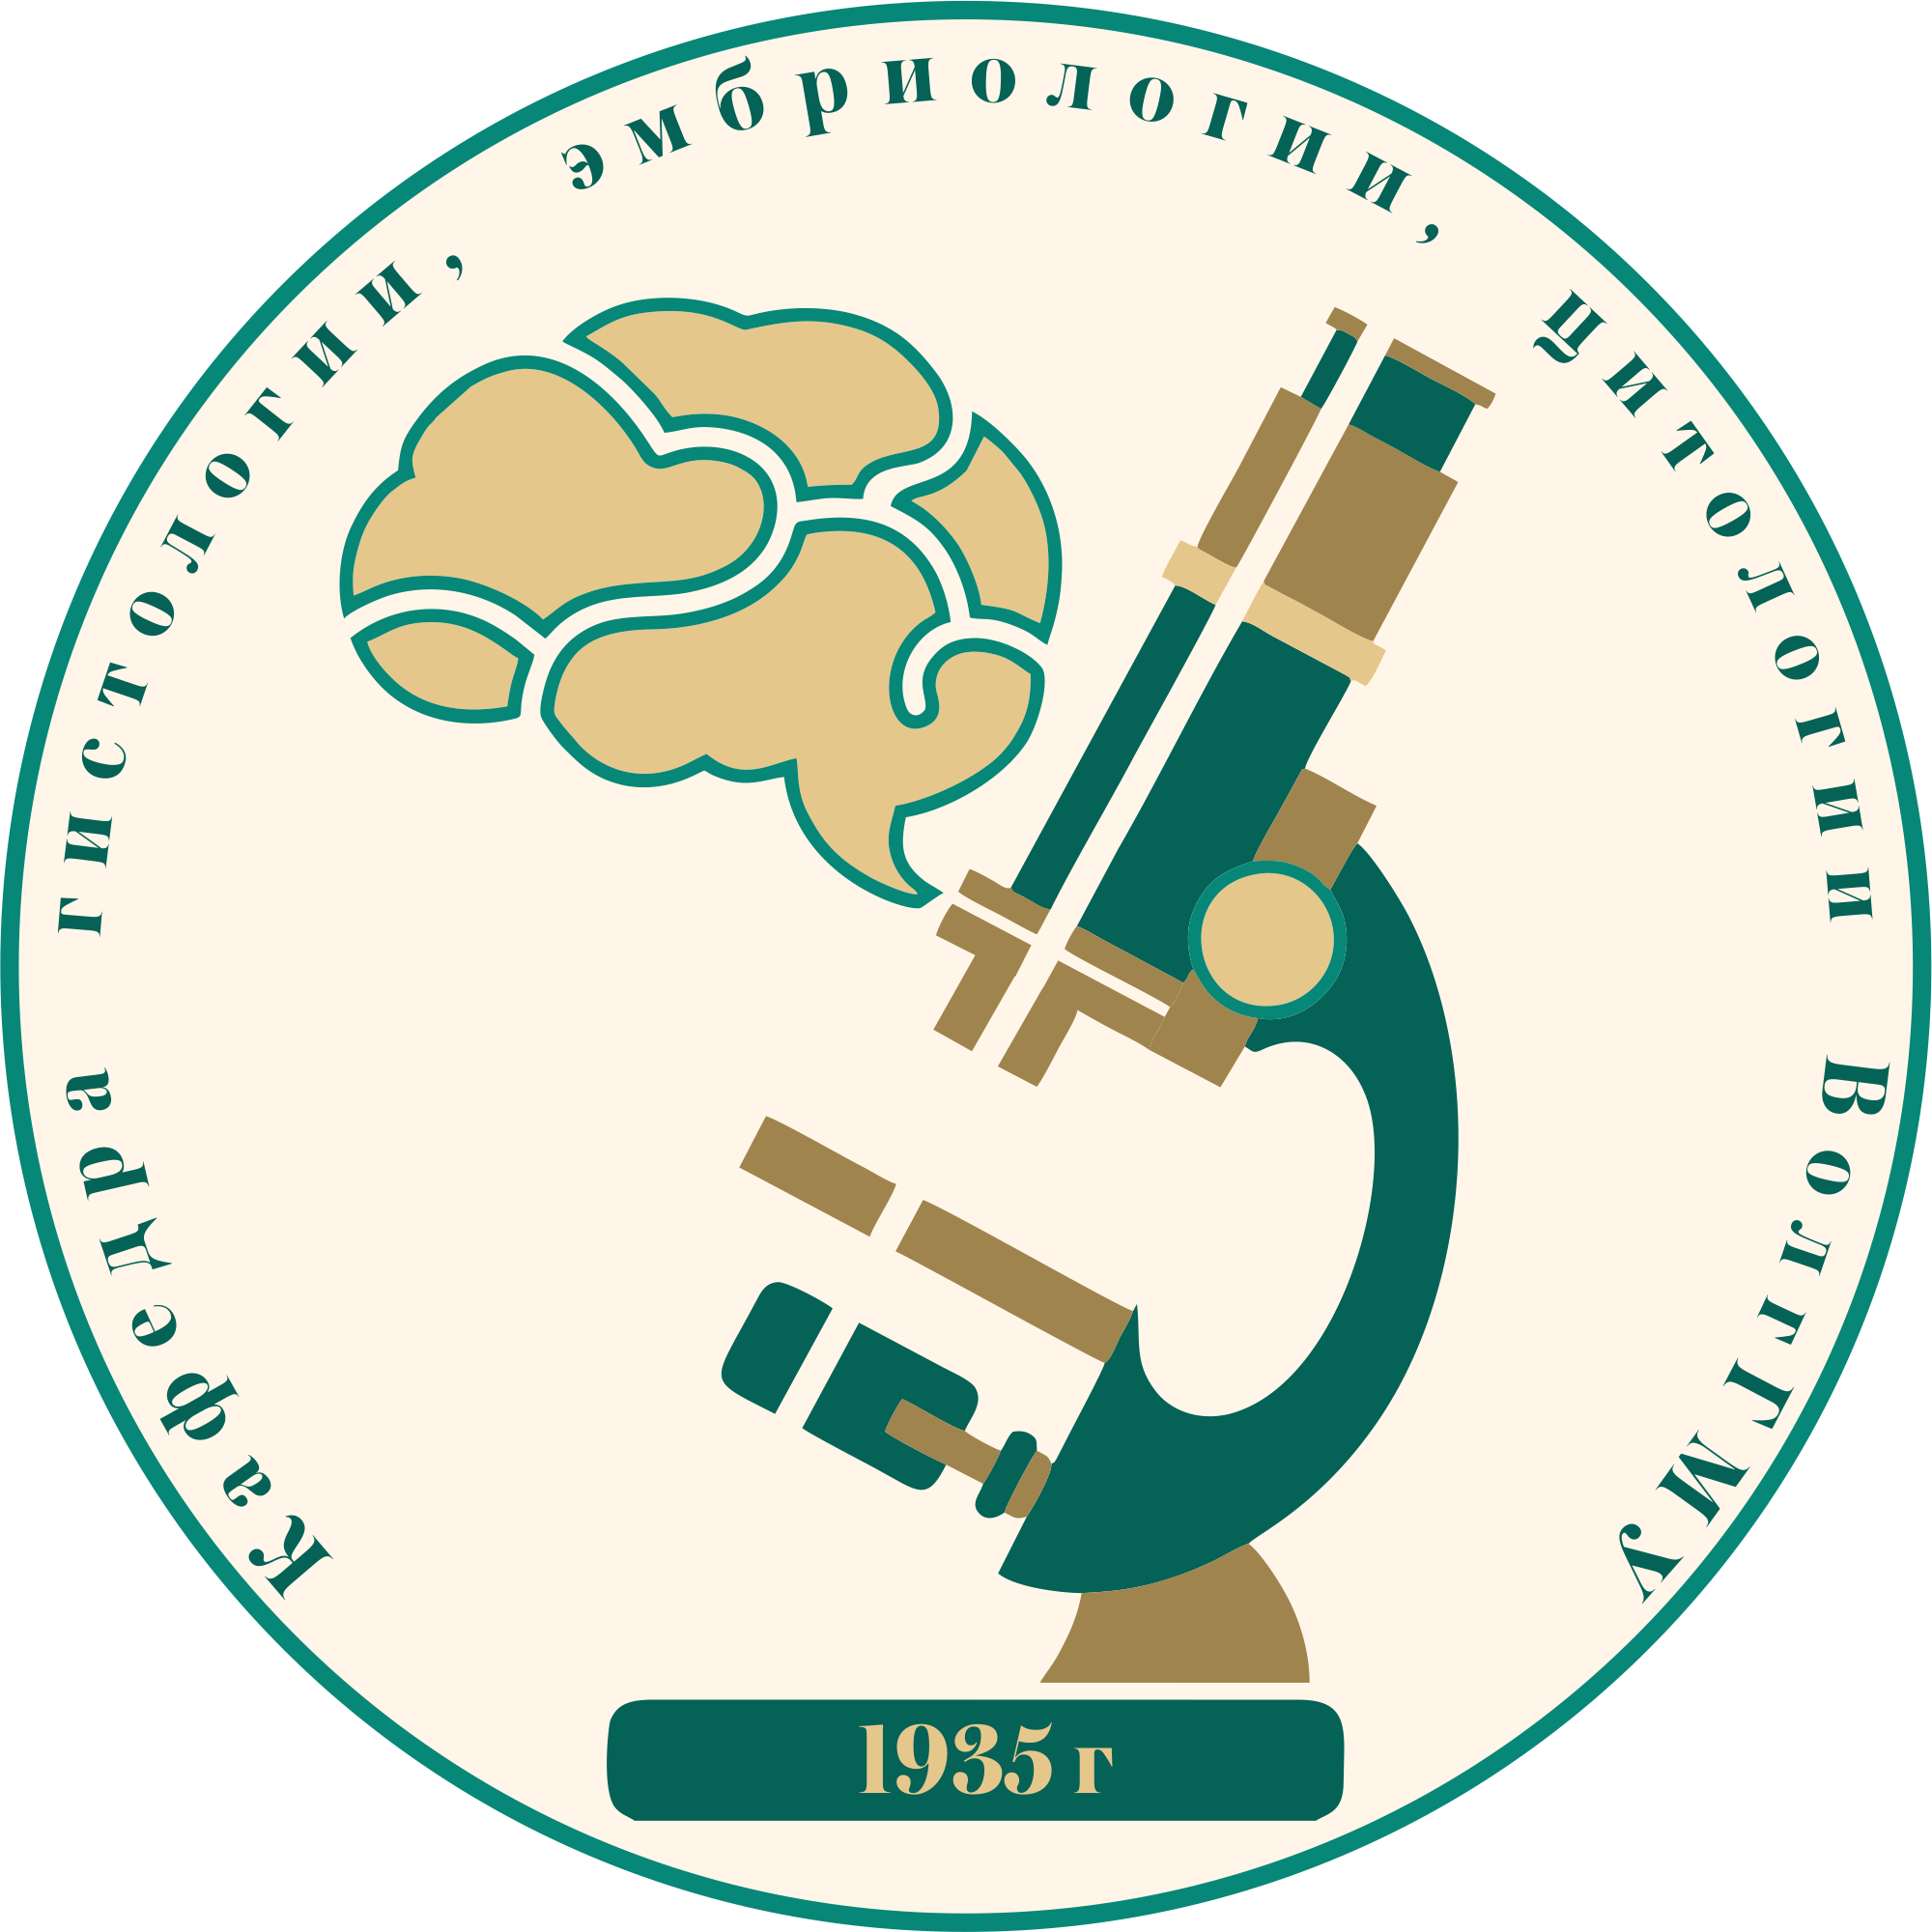 Кафедра гистологии, эмбриологии, цитологии ВолгГМУ
1935 г